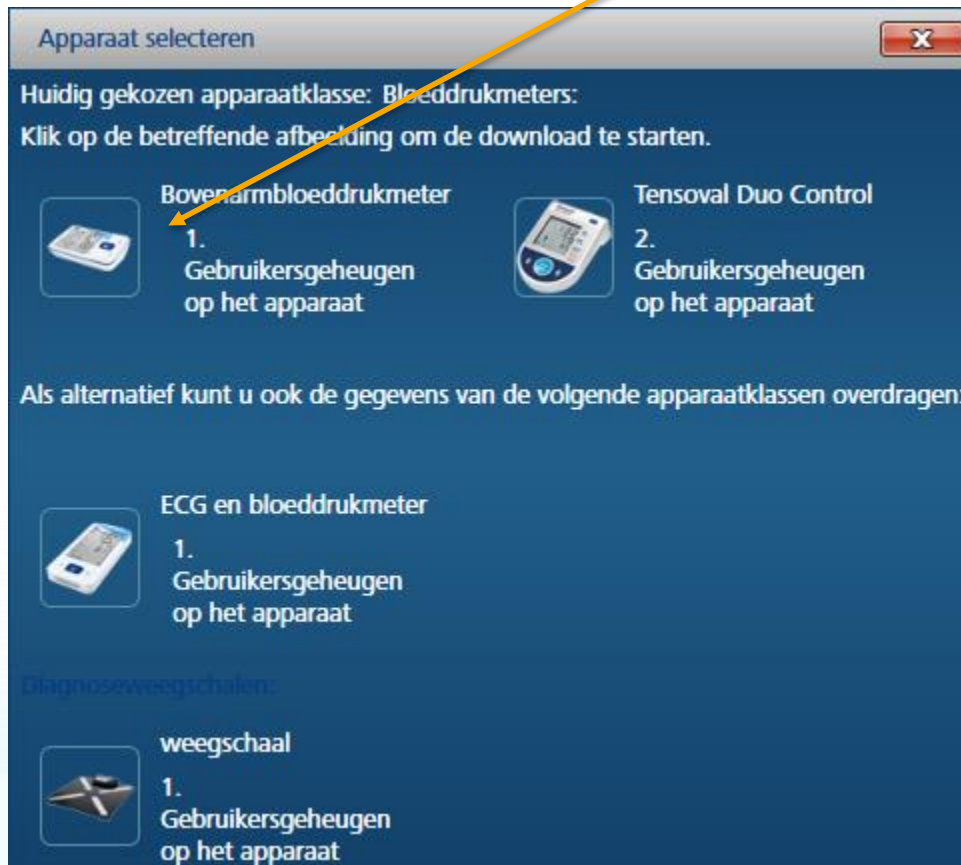 Apparaat selecteren
Huidig gekozen apparaatklasse: Bloeddrukmeters:
Klik op de betreffende afbeelding om de download te starten.
Bovenarmbloeddrukmeter
1.
Gebruikersgeheugen
op het apparaat
Tensoval Duo Control
2.
Gebruikersgeheugen
op het apparaat
Als alternatief kunt u ook de gegevens van de volgende apparaatklassen overdragen:
ECG en bloeddrukmeter
1.
Gebruikersgeheugen
op het apparaat
Diagnoseweegschalen:
weegschaal
1.
Gebruikersgeheugen
op het apparaat